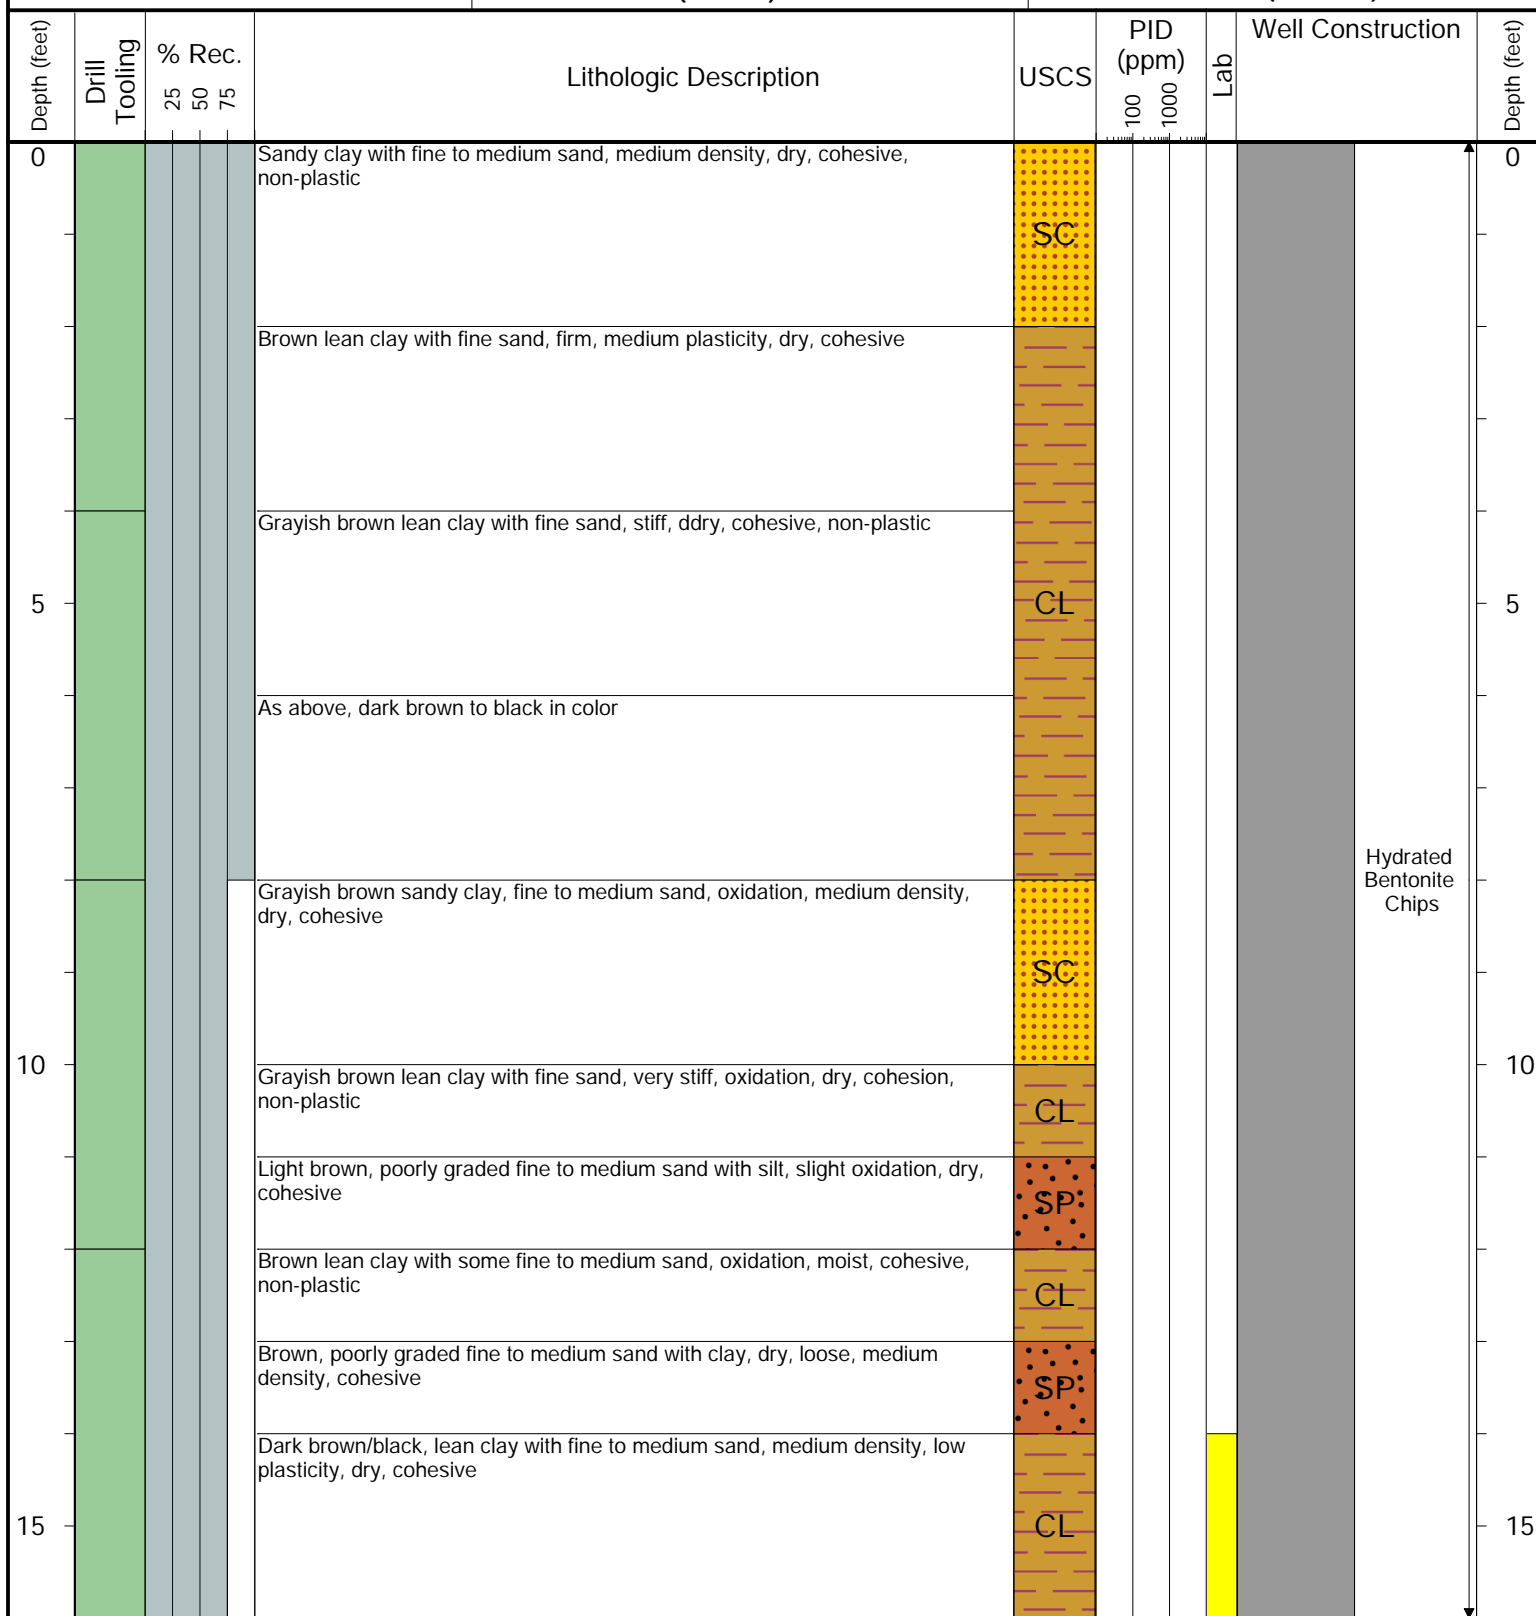 Depth (feet)
Drill
Tooling
% Rec.
25
50
75
Lithologic Description
USCS
PID
(ppm)
100
1000
Lab
Well Construction
Depth (feet)
0
Sandy clay with fine to medium sand, medium density, dry, cohesive,
non-plastic
SC
0
Brown lean clay with fine sand, firm, medium plasticity, dry, cohesive
Grayish brown lean clay with fine sand, stiff, ddry, cohesive, non-plastic
5
CL
5
As above, dark brown to black in color
Hydrated
Bentonite
Chips
Grayish brown sandy clay, fine to medium sand, oxidation, medium density,
dry, cohesive
SC
10
10
Grayish brown lean clay with fine sand, very stiff, oxidation, dry, cohesion,
non-plastic
CL
Light brown, poorly graded fine to medium sand with silt, slight oxidation, dry,
cohesive
SP
Brown lean clay with some fine to medium sand, oxidation, moist, cohesive,
non-plastic
CL
Brown, poorly graded fine to medium sand with clay, dry, loose, medium
density, cohesive
SP
Dark brown/black, lean clay with fine to medium sand, medium density, low
plasticity, dry, cohesive
15
CL
15